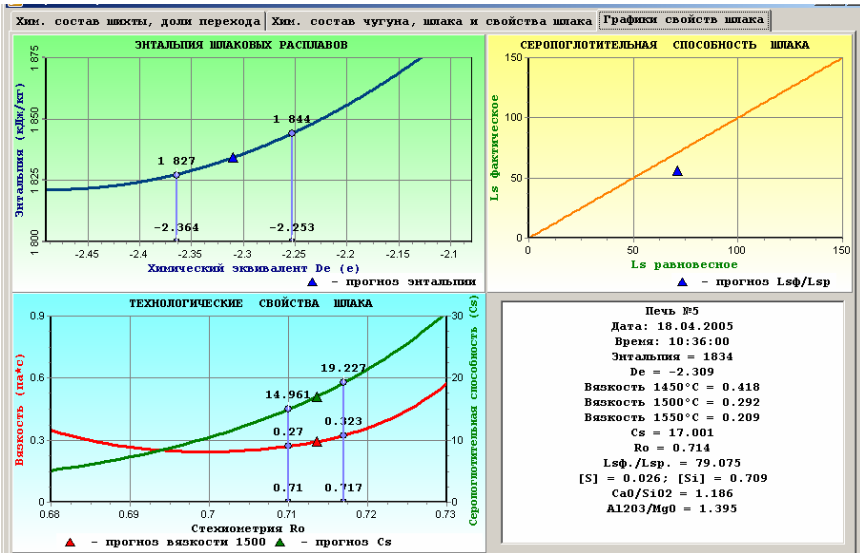 Хим. состав шихты, доли перехода
Хим. состав чугуна, шлака и свойства шлака
Графики свойств шлака
ЭНТАЛЬПИЯ ШЛАКОВЫХ РАСПЛАВОВ
Энтальпия (кДж/кг)
1 875
1 850
1 825
1 800
1 827
1 844
-2.364
-2.253
-2.45
-2.4
-2.35
-2.3
-2.25
-2.2
-2.15
-2.1
Химический эквивалент De (e)
- прогноз энтальпии
СЕРОПОГЛОТИТЕЛЬНАЯ СПОСОБНОСТЬ ШЛАКА
Ls фактическое
150
100
50
0
0
50
100
150
Ls равновесное
- прогноз Lsф/Lsр
ТЕХНОЛОГИЧЕСКИЕ СВОЙСТВА ШЛАКА
Вязкость (па*с)
0.9
0.6
0.3
0
30
20
10
0
Серопоглотительная способность (Cs)
19.227
14.961
0.323
0.27
0.71
0.717
0.68
0.69
0.7
0.71
0.72
0.73
Стехиометрия Ro
- прогноз вязкости 1500
- прогноз Cs
Печь №5
Дата: 18.04.2005
Время: 10:36:00
Энтальпия = 1834
De = -2.309
Вязкость 1450°C = 0.418
Вязкость 1500°C = 0.292
Вязкость 1550°C = 0.209
Cs = 17.001
Ro = 0.714
Lsф./Lsр. = 79.075
[S] = 0.026; [Si] = 0.709
CaO/SiO2 = 1.186
Al2O3/MgO = 1.395